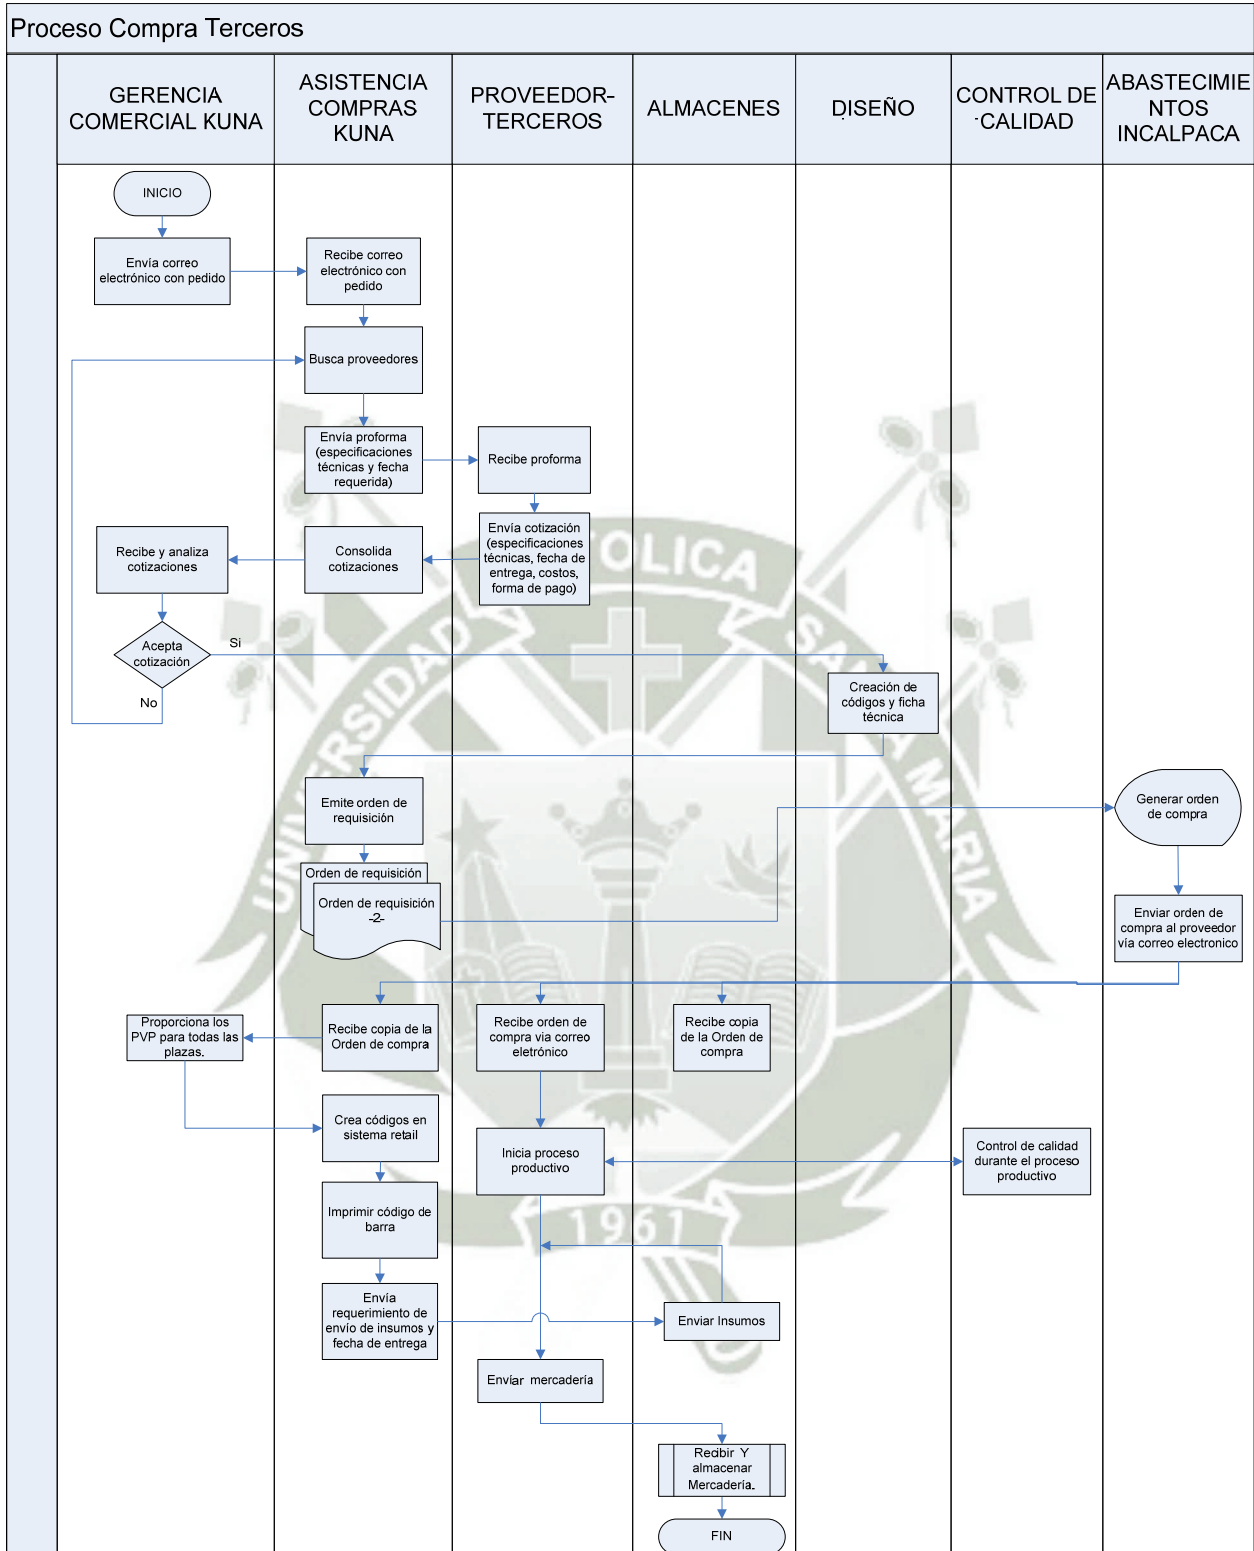 Proceso Compra Terceros
GERENCIA
COMERCIAL KUNA
ASISTENCIA
COMPRAS
KUNA
PROVEEDOR-
TERCEROS
ALMACENES
DISEÑO
CONTROL DE
CALIDAD
ABASTECIMIE
NTOS
INCALPACA
INICIO
Envía correo
electrónico con pedido
Recibe correo
electrónico con
pedido
Busca proveedores
Envía proforma
(especificaciones
técnicas y fecha
requerida)
Recibe proforma
Envía cotización
(especificaciones
técnicas, fecha de
entrega, costos,
forma de pago)
Consolida
cotizaciones
Recibe y analiza
cotizaciones
Acepta
cotización
Si
No
Creación de
códigos y ficha
técnica
Emite orden de
requisición
Orden de requisición
Orden de requisición
-2-
Generar orden
de compra
Enviar orden de
compra al proveedor
vía correo electronico
Proporciona los
PVP para todas las
plazas.
Recibe copia de la
Orden de compra
Recibe orden de
compra via correo
eletrónico
Recibe copia
de la Orden de
compra
Crea códigos en
sistema retail
Inicia proceso
productivo
Control de calidad
durante el proceso
productivo
Imprimir código de
barra
Envía
requerimiento de
envío de insumos y
fecha de entrega
Enviar Insumos
Enviar mercadería
Recibir Y
almacenar
Mercadería.
FIN
UNIVERSIDAD
CATOLICA
SANTA MARIA
1961